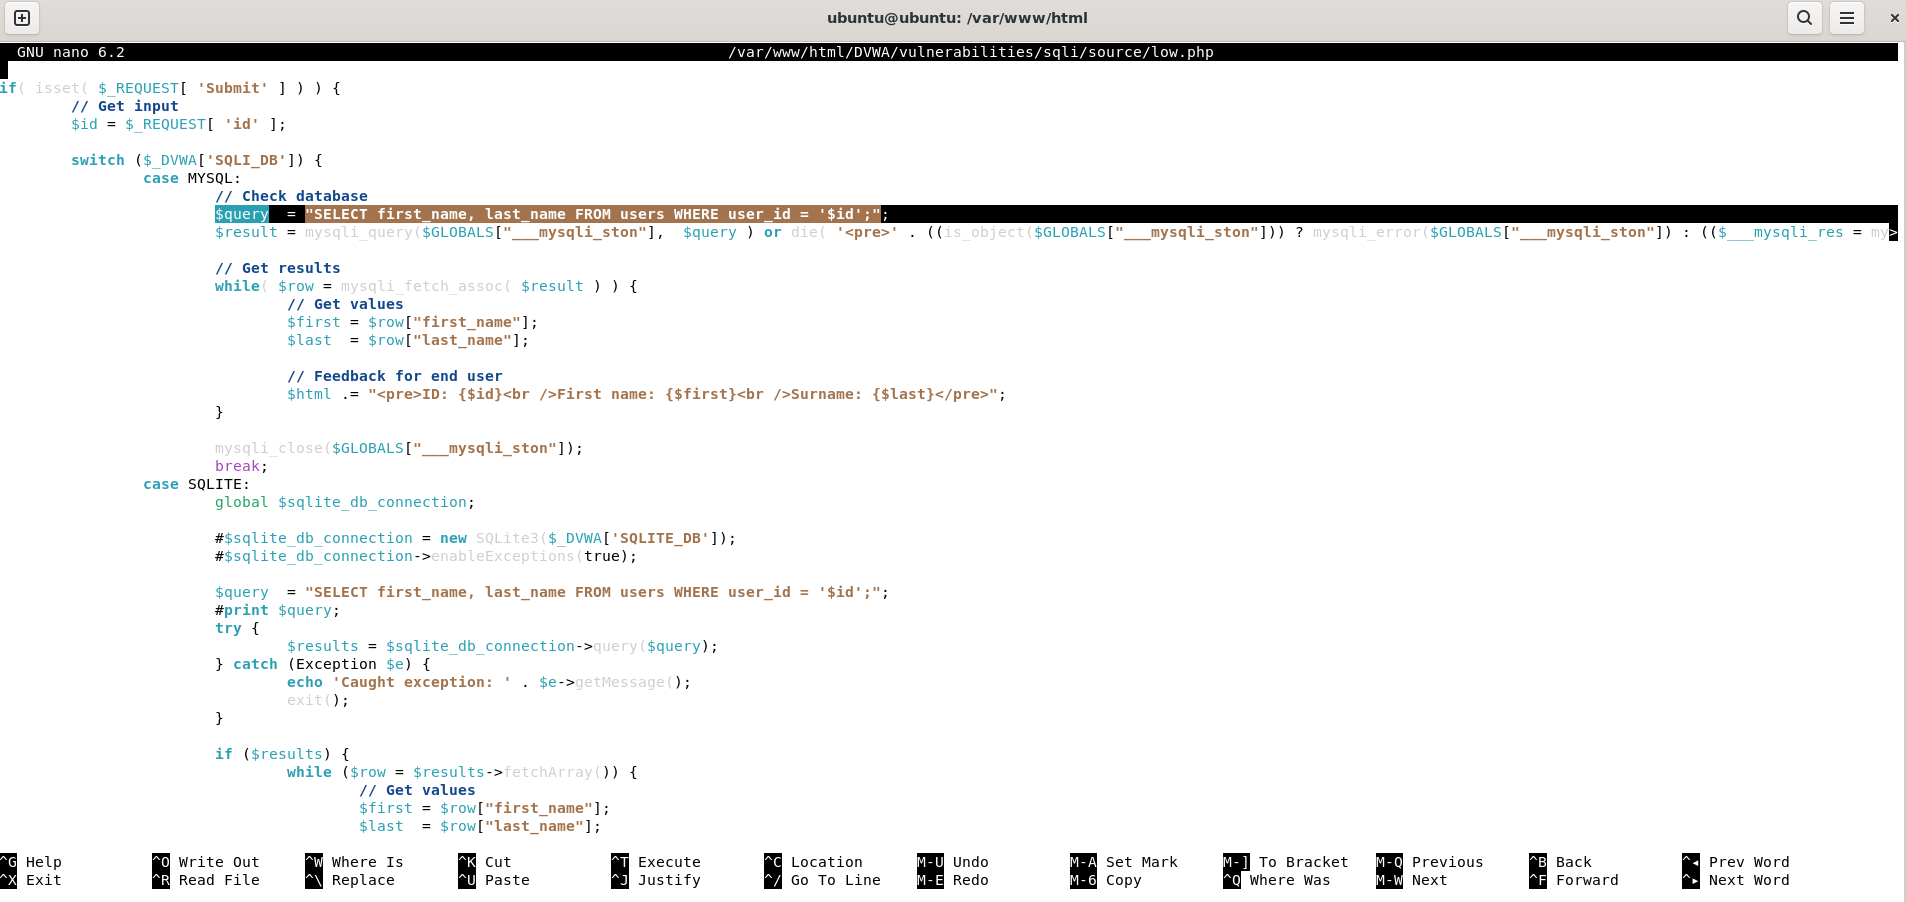 ubuntu@ubuntu: /var/www/html
GNU nano 6.2 /var/www/html/DVWA/vulnerabilities/sqli/source/low.php
if( isset( $_REQUEST[ 'Submit' ] ) ) {
// Get input
$id = $_REQUEST[ 'id' ];
switch ($_DVWA['SQLI_DB']) {
case MYSQL:
// Check database
$query  = "SELECT first_name, last_name FROM users WHERE user_id = '$id';";
$result = mysqli_query($GLOBALS["___mysqli_ston"],  $query ) or die( '<pre>' . ((is_object($GLOBALS["___mysqli_ston"])) ? mysqli_error($GLOBALS["___mysqli_ston"]) : (($___mysqli_res = my>
// Get results
while( $row = mysqli_fetch_assoc( $result ) ) {
// Get values
$first = $row["first_name"];
$last  = $row["last_name"];
// Feedback for end user
$html .= "<pre>ID: {$id}<br />First name: {$first}<br />Surname: {$last}</pre>";
}
mysqli_close($GLOBALS["___mysqli_ston"]);
break;
case SQLITE:
global $sqlite_db_connection;
#$sqlite_db_connection = new SQLite3($_DVWA['SQLITE_DB']);
#$sqlite_db_connection->enableExceptions(true);
$query  = "SELECT first_name, last_name FROM users WHERE user_id = '$id';";
#print $query;
try {
$results = $sqlite_db_connection->query($query);
} catch (Exception $e) {
echo 'Caught exception: ' . $e->getMessage();
exit();
}
if ($results) {
while ($row = $results->fetchArray()) {
// Get values
$first = $row["first_name"];
$last  = $row["last_name"];
^G Help ^O Write Out ^W Where Is ^K Cut ^T Execute ^C Location M-U Undo M-A Set Mark M-] To Bracket M-Q Previous ^B Back ^◂ Prev Word
^X Exit ^R Read File ^\ Replace ^U Paste ^J Justify ^/ Go To Line M-E Redo M-6 Copy ^Q Where Was M-W Next ^F Forward ^▸ Next Word